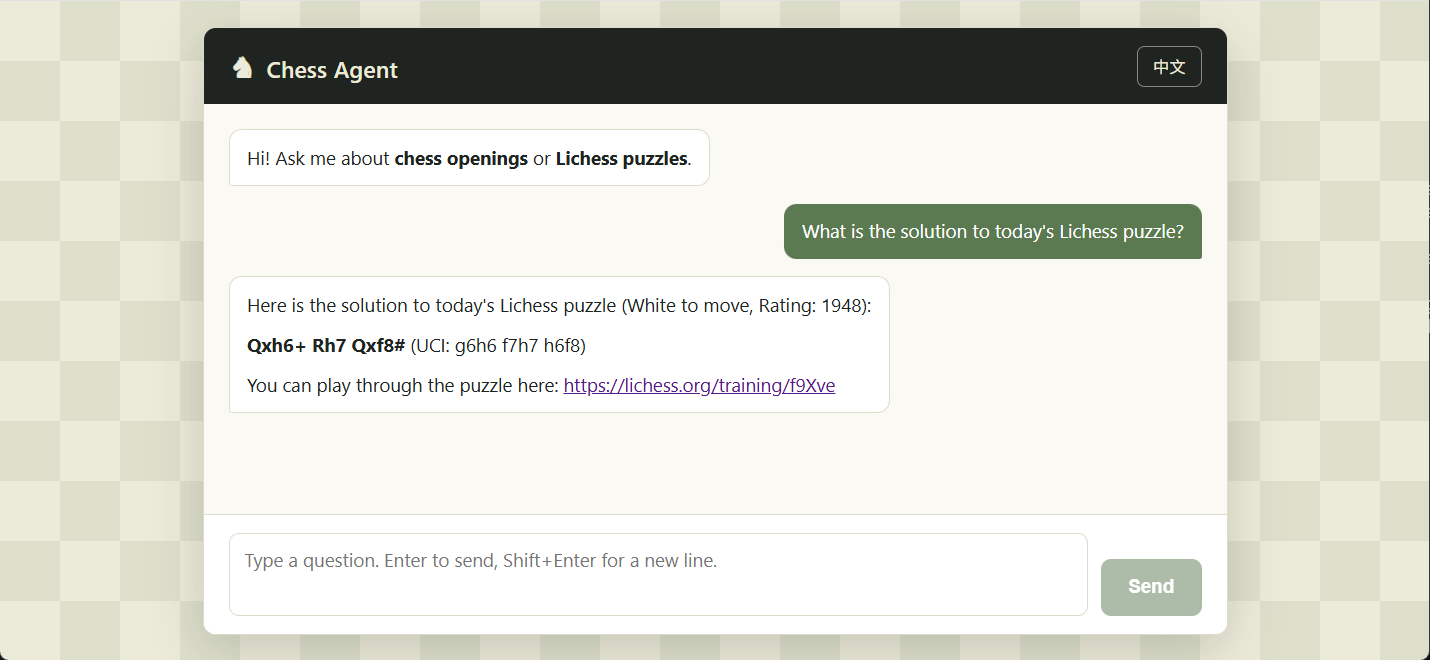 Chess Agent
中文
Hi! Ask me about chess openings or Lichess puzzles.
What is the solution to today's Lichess puzzle?
Here is the solution to today's Lichess puzzle (White to move, Rating: 1948):
Qxh6+ Rh7 Qxf8# (UCI: g6h6 f7h7 h6f8)
You can play through the puzzle here: https://lichess.org/training/f9Xve
Type a question. Enter to send, Shift+Enter for a new line.
Send